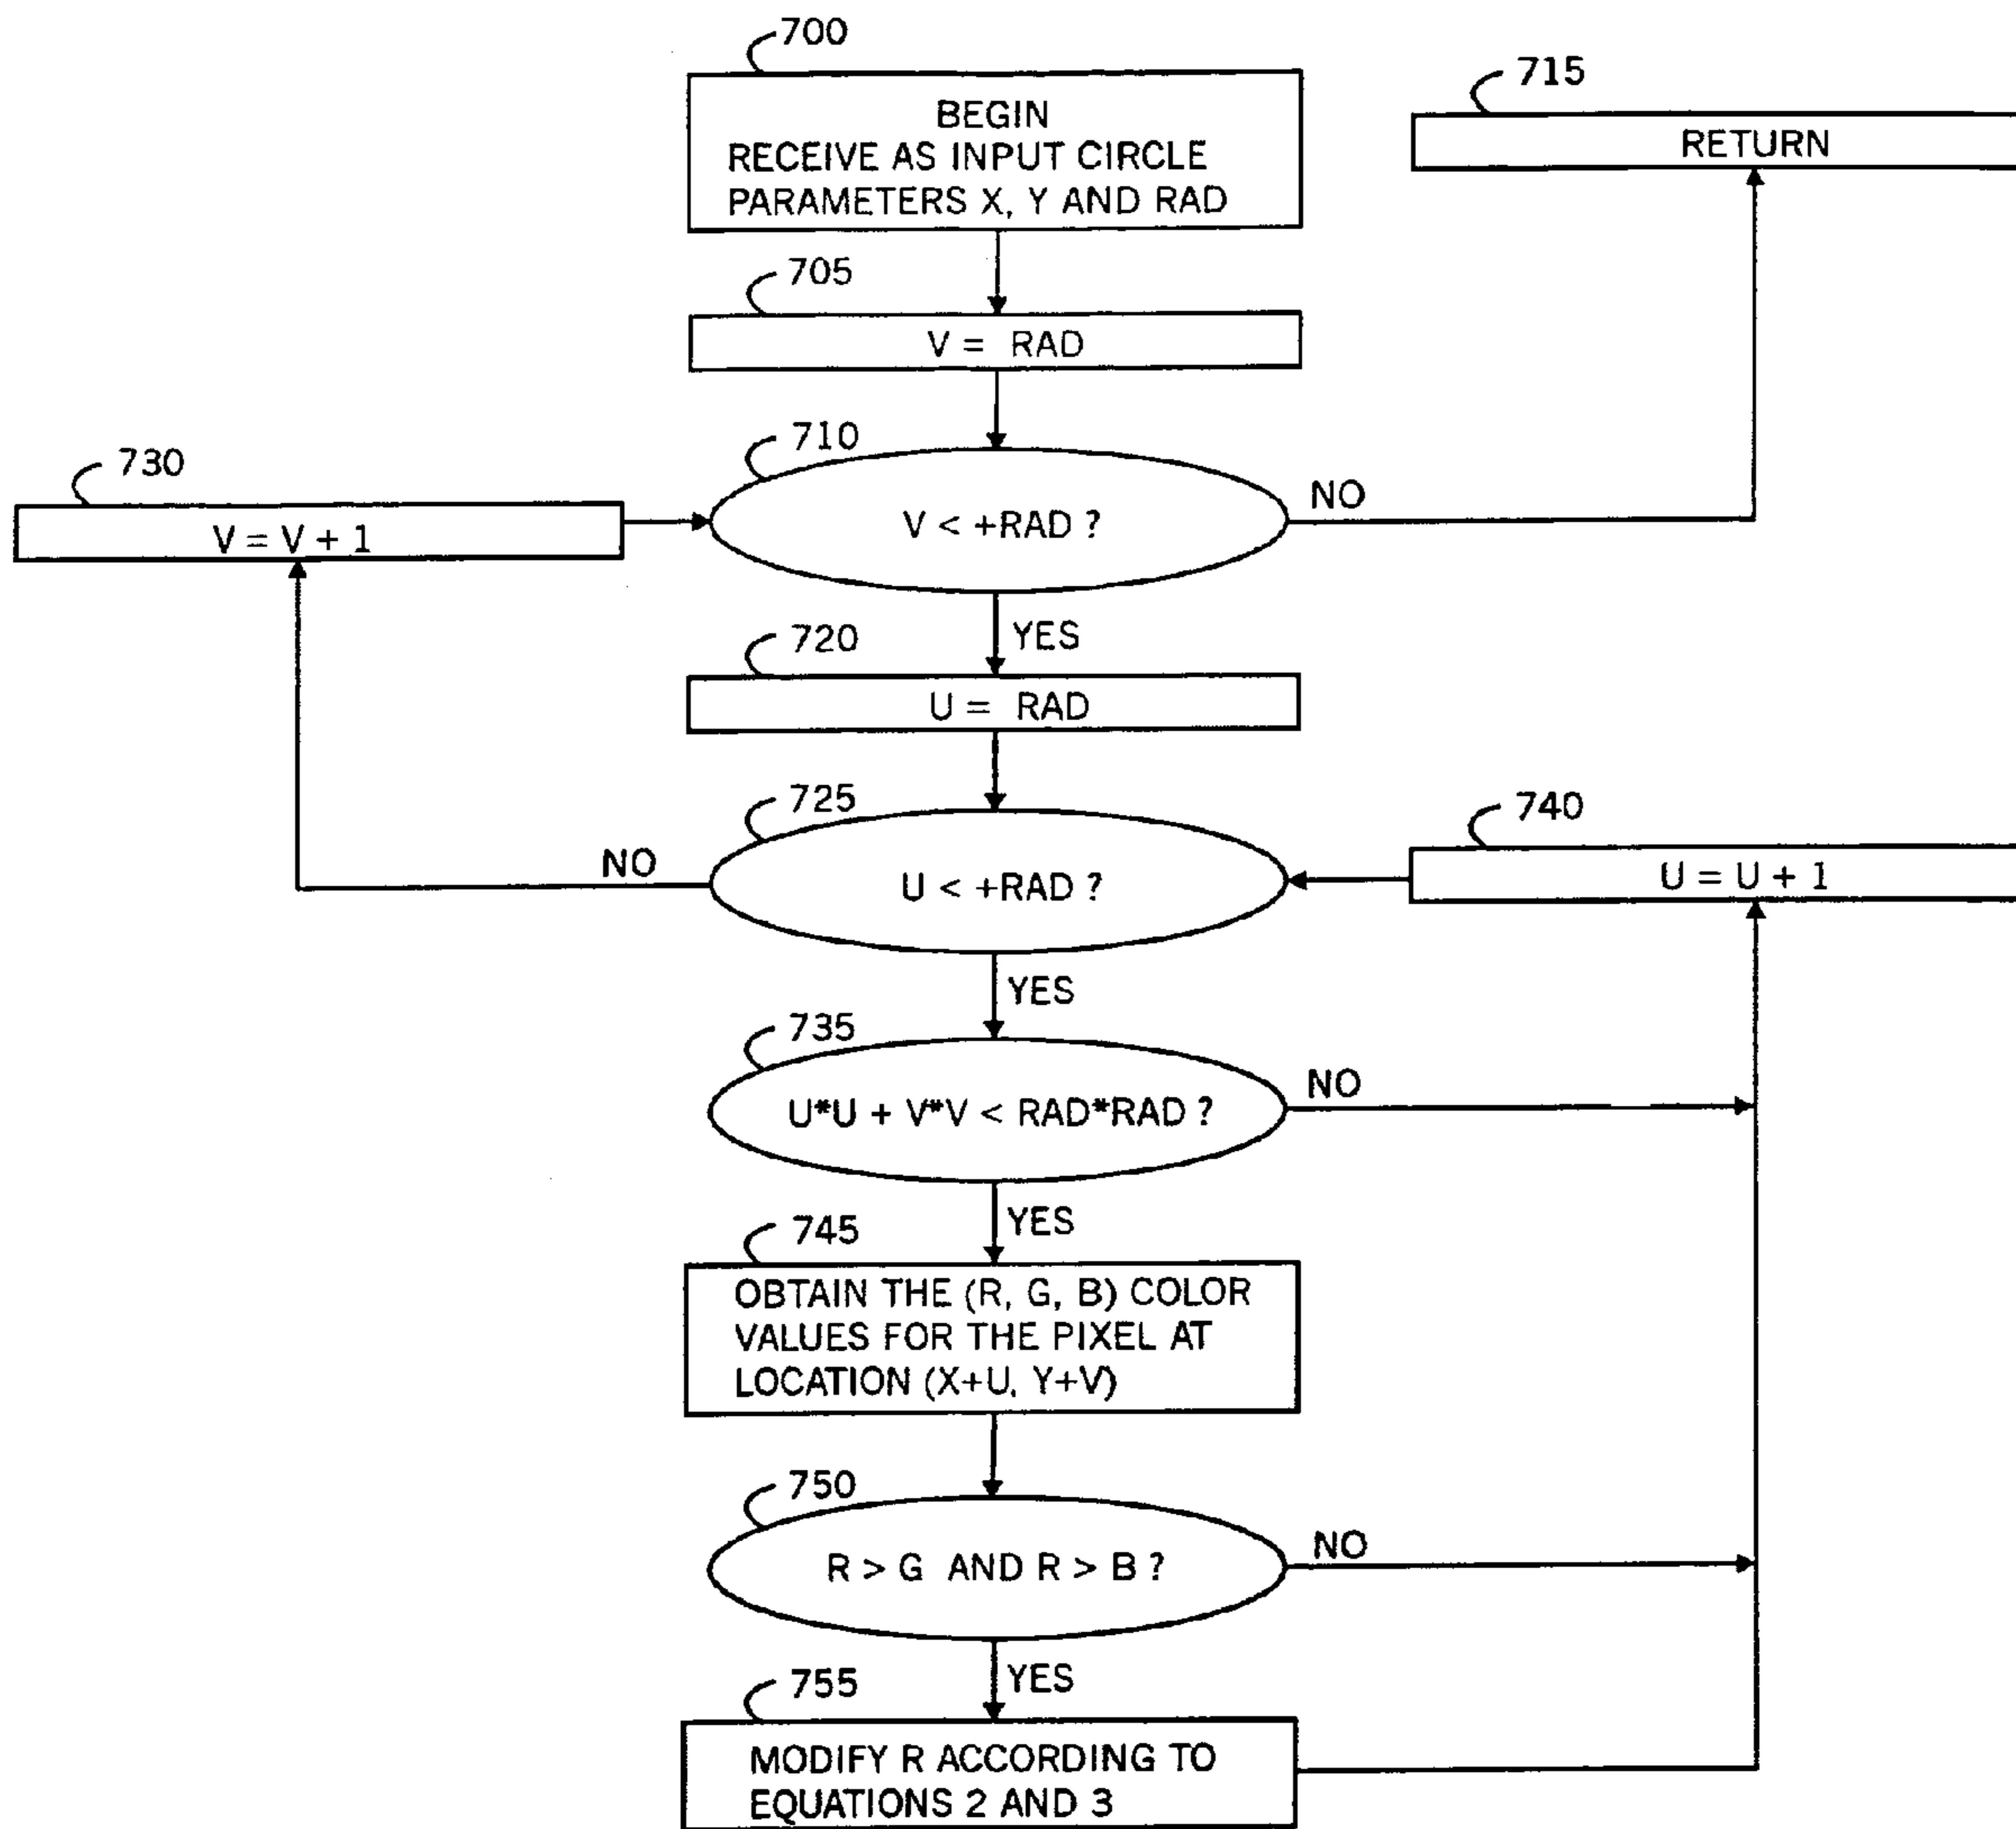 700
BEGIN
RECEIVE AS INPUT CIRCLE
PARAMETERS X, Y AND RAD
715
RETURN
705
V = RAD
710
V < +RAD ?
NO
730
V = V + 1
YES
720
U = RAD
725
U < +RAD ?
NO
740
U = U + 1
YES
735
U*U + V*V < RAD*RAD ?
NO
YES
745
OBTAIN THE (R, G, B) COLOR
VALUES FOR THE PIXEL AT
LOCATION (X+U, Y+V)
750
R > G AND R > B ?
NO
YES
755
MODIFY R ACCORDING TO
EQUATIONS 2 AND 3